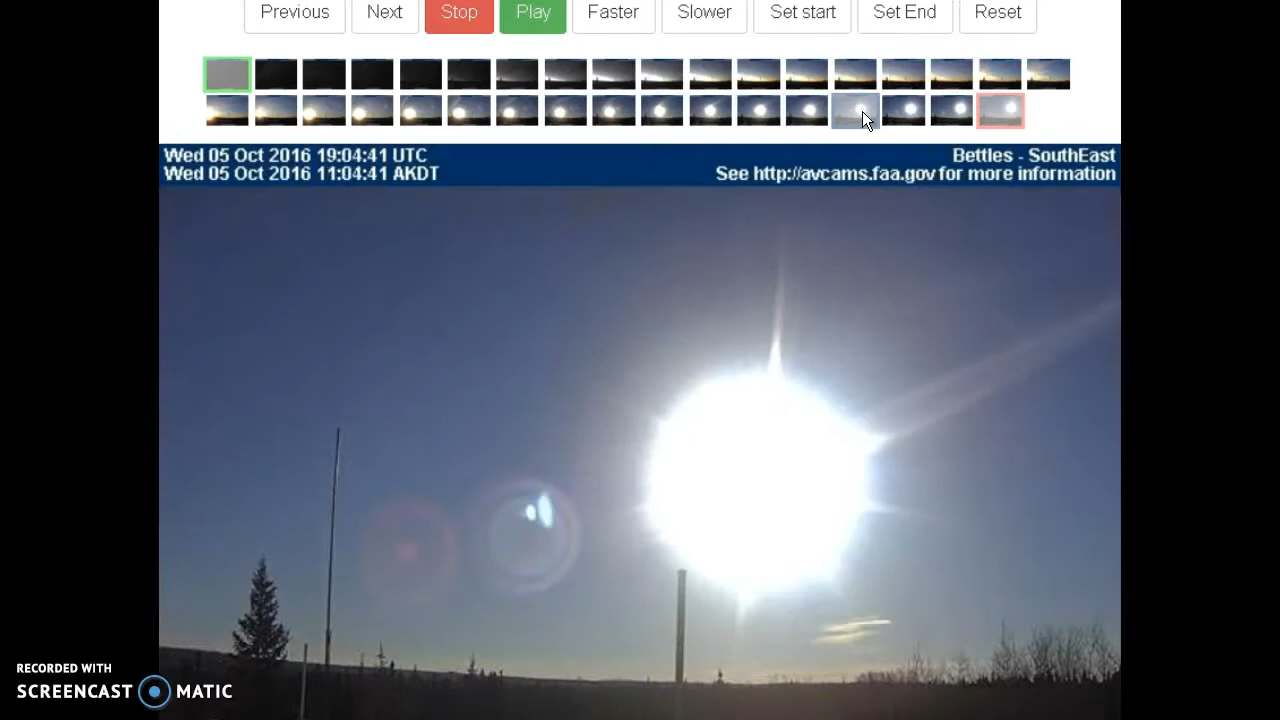 Previous Next Stop Play Faster Slower Set start Set End Reset
Wed 05 Oct 2016 19:04:41 UTC Bettles - SouthEast
Wed 05 Oct 2016 11:04:41 AKDT See http://avcams.faa.gov for more information
RECORDED WITH
SCREENCAST MATIC